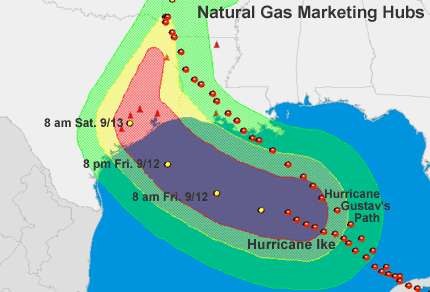 Natural Gas Marketing Hubs
8 am Sat. 9/13
8 pm Fri. 9/12
8 am Fri. 9/12
Hurricane
Gustav's
Path
Hurricane Ike